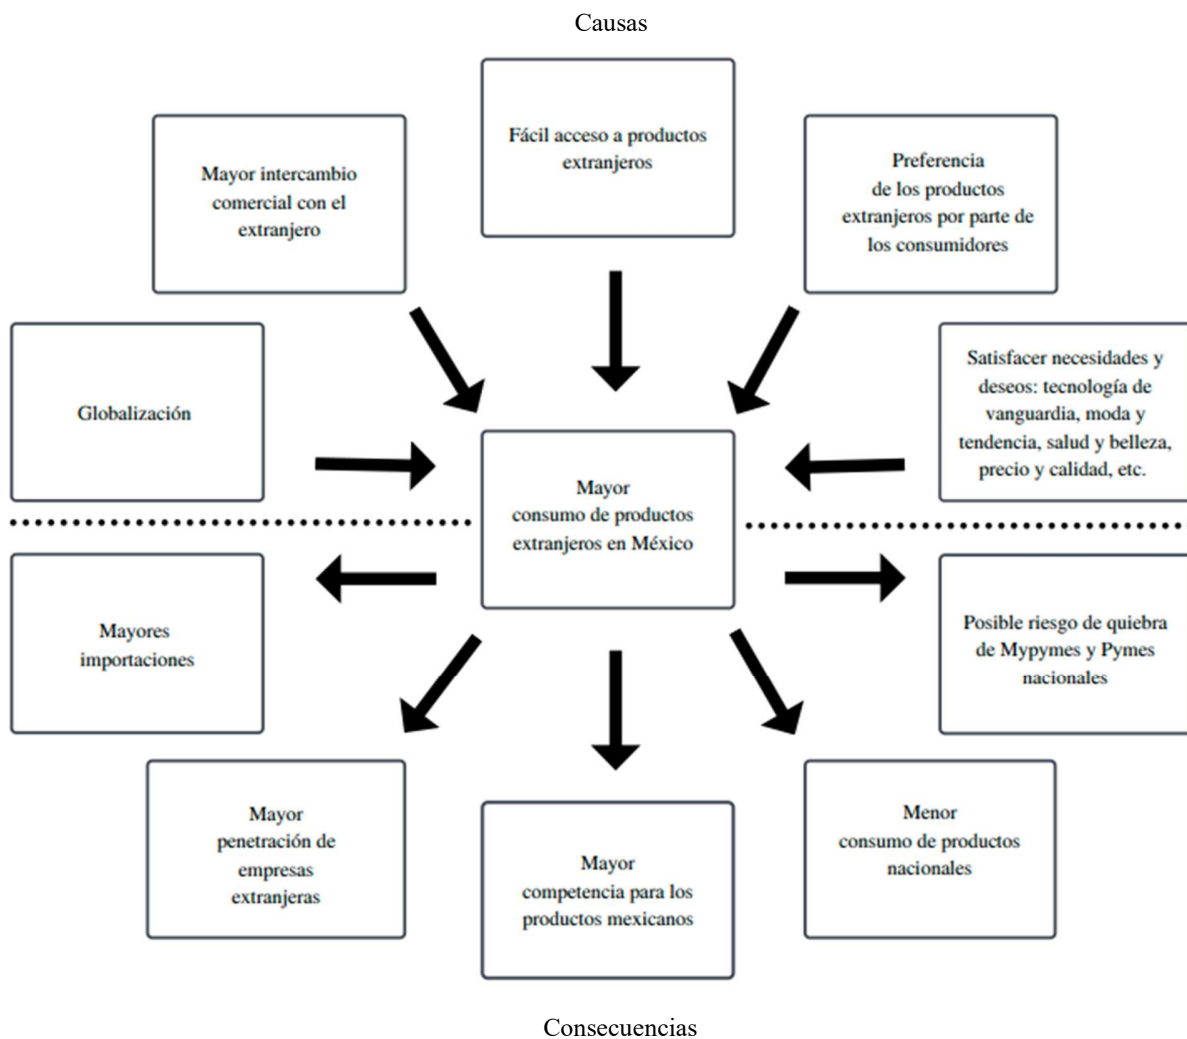 Causas
Fácil acceso a productos
extranjeros
Mayor intercambio
comercial con el
extranjero
Preferencia
de los productos
extranjeros por parte de
los consumidores
Globalización
Satisfacer necesidades y
deseos: tecnología de
vanguardia, moda y
tendencia, salud y belleza,
precio y calidad, etc.
Mayor
consumo de productos
extranjeros en México
Mayores
importaciones
Posible riesgo de quiebra
de Mypymes y Pymes
nacionales
Mayor
penetración de
empresas
extranjeras
Mayor
competencia para los
productos mexicanos
Menor
consumo de productos
nacionales
Consecuencias